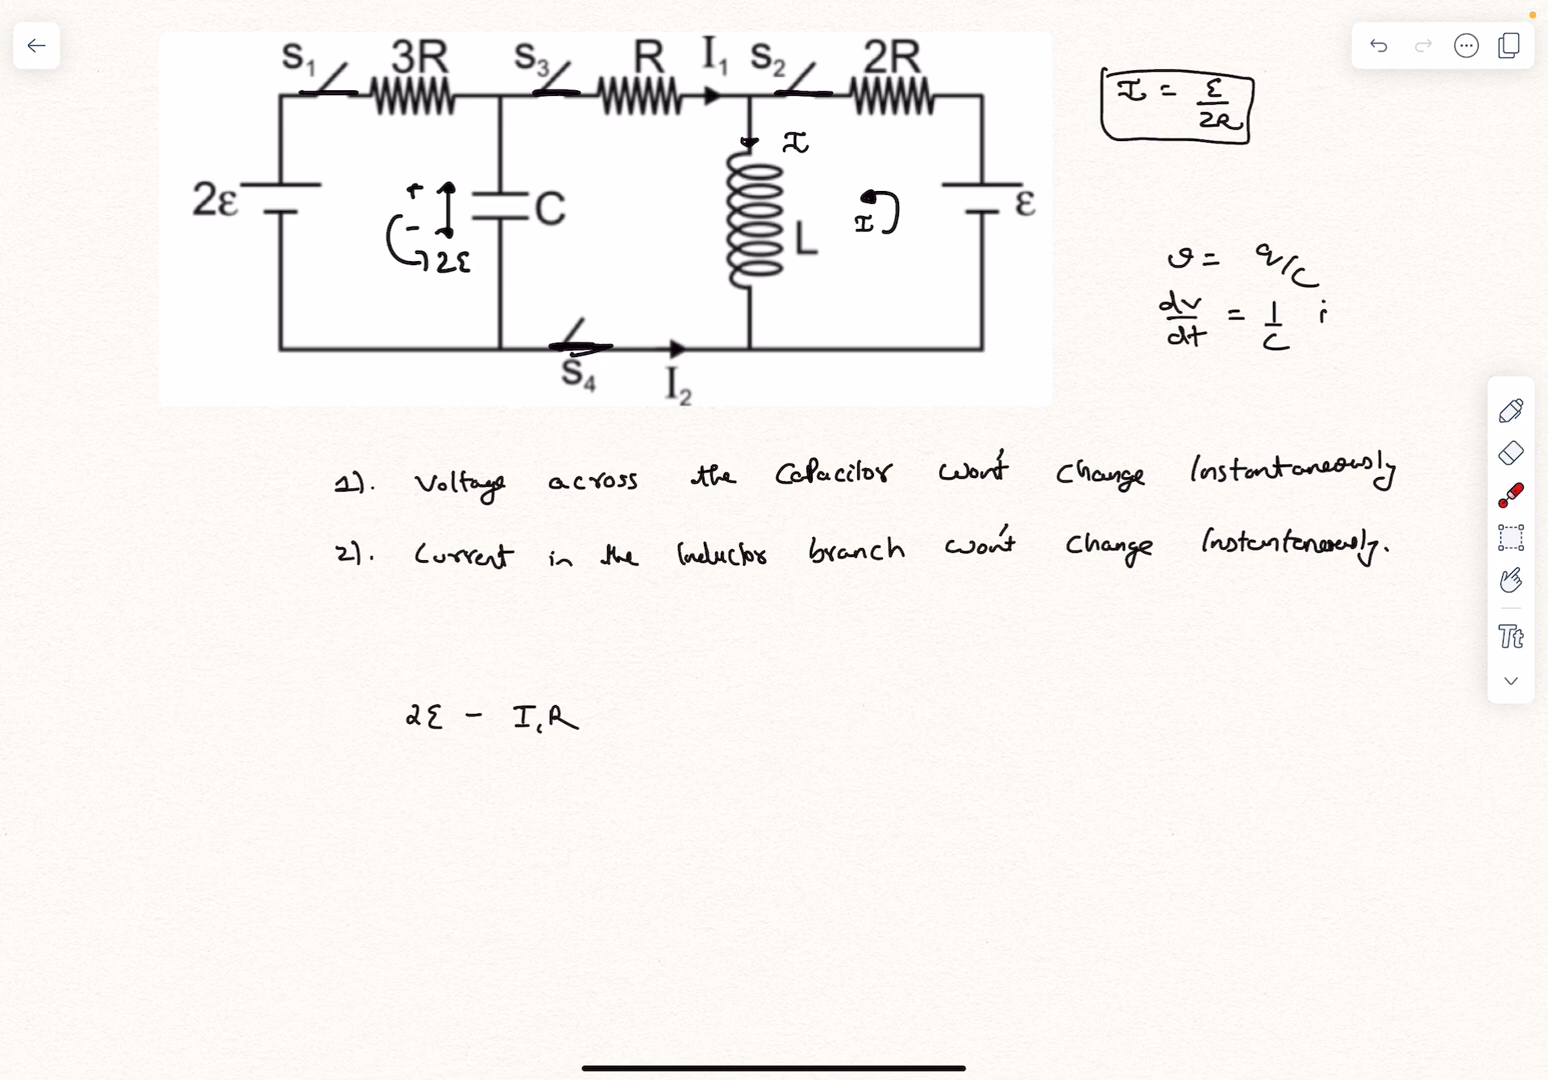 S₁ 3R S₃ R I₁ S₂ 2R
I = ε/2R
I
2ε + - 2ε C L I ε
v = q/C
dv/dt = 1/C i
S₄ I₂
1). Voltage across the Capacitor won't change Instantaneously
2). Current in the Inductor branch won't change Instantaneously.
2ε - I₁R
Tt